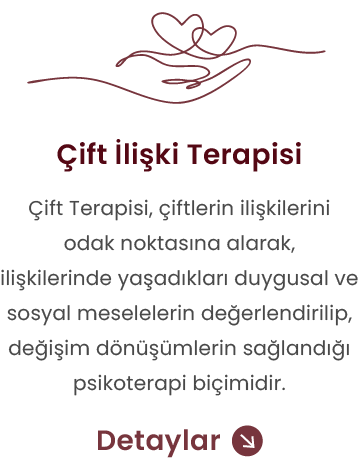 Çift İlişki Terapisi
Çift Terapisi, çiftlerin ilişkilerini
odak noktasına alarak,
ilişkilerinde yaşadıkları duygusal ve
sosyal meselelerin değerlendirilip,
değişim dönüşümlerin sağlandığı
psikoterapi biçimidir.
Detaylar